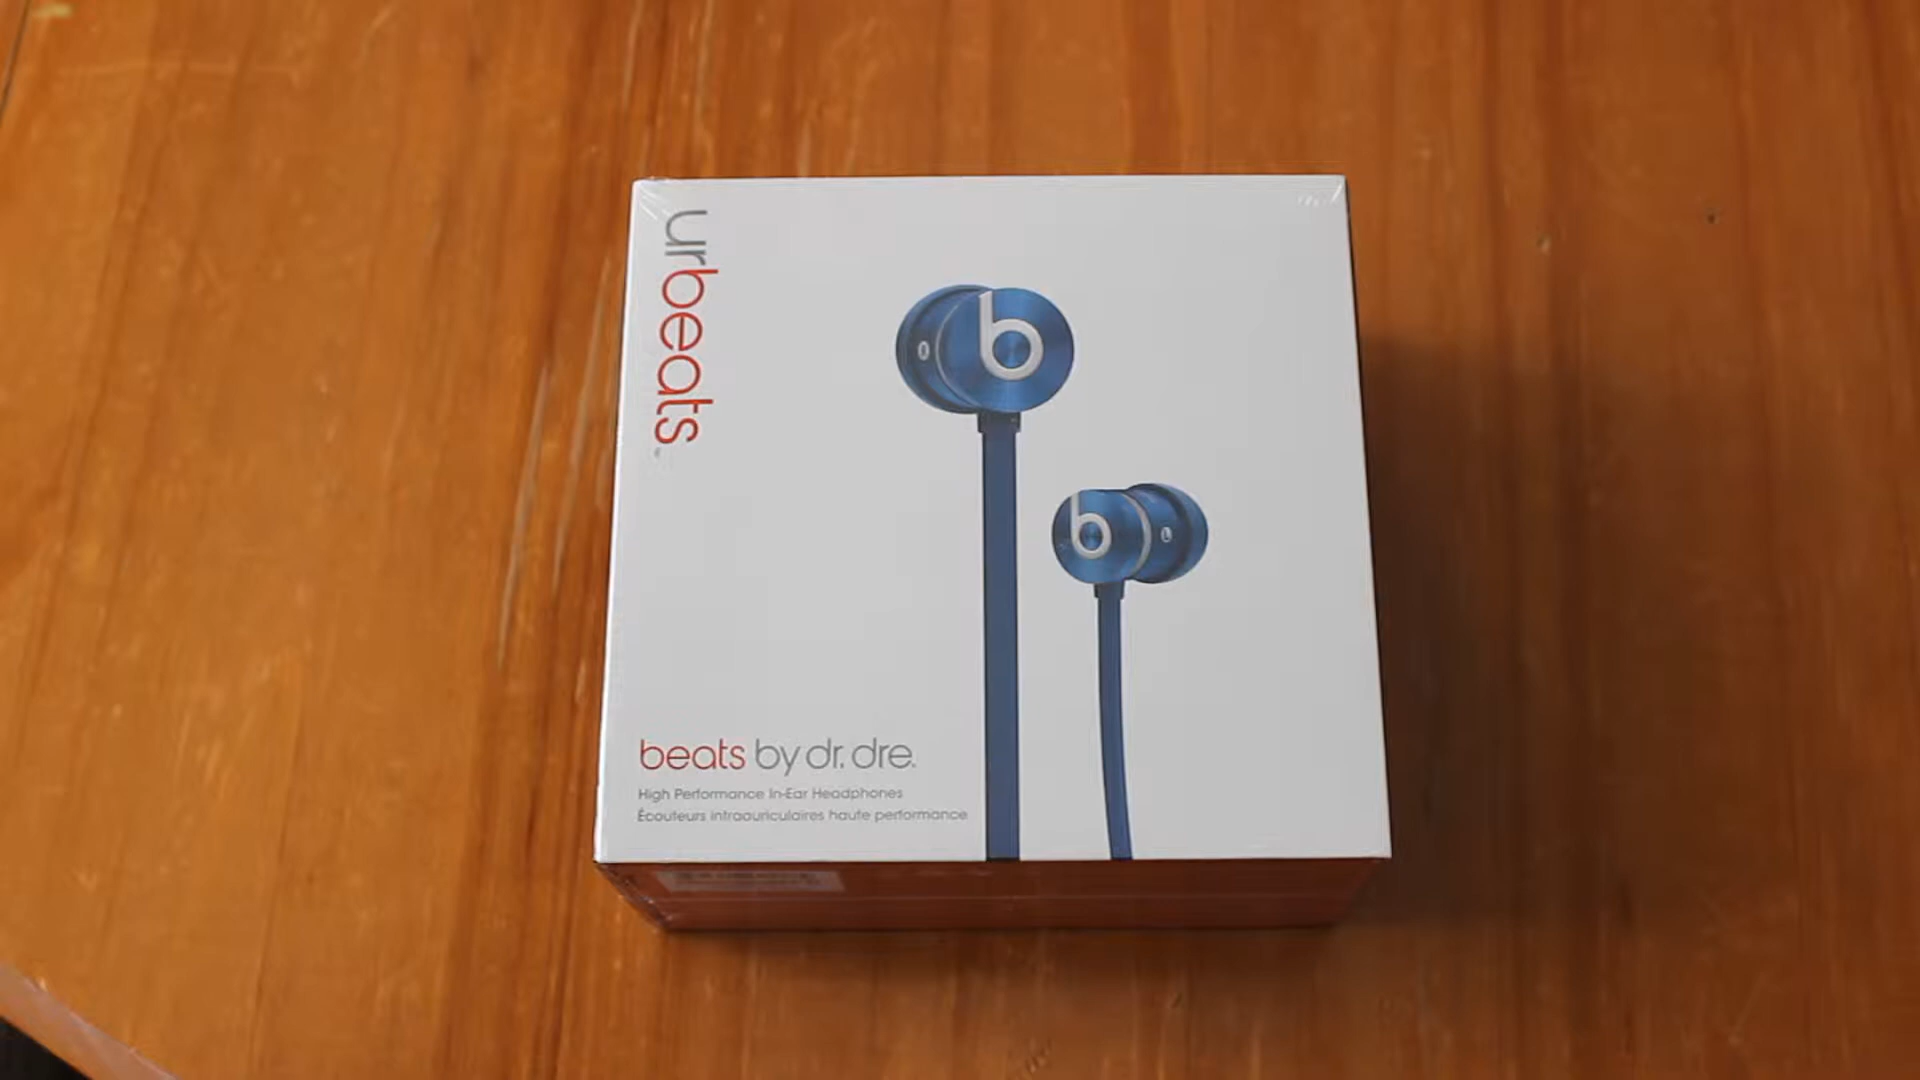 urbeats
b
b
beats by dr. dre.
High Performance In-Ear Headphones
Écouteurs intraauriculaires haute performance